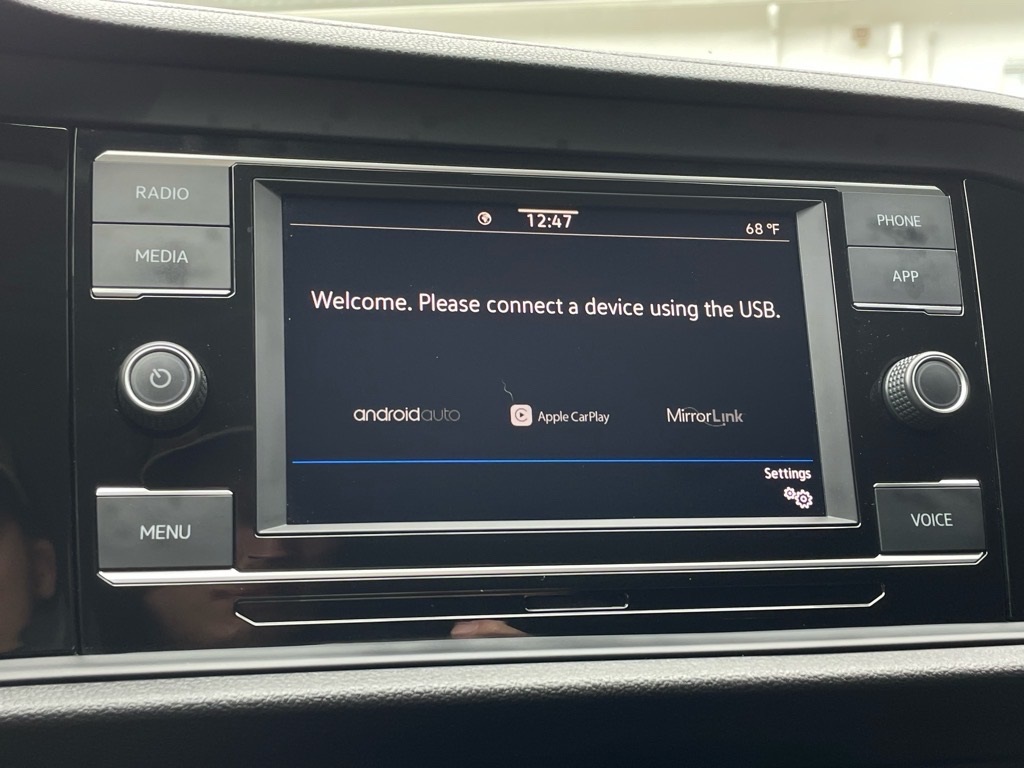 RADIO
MEDIA
MENU
12:47
68 °F
Welcome. Please connect a device using the USB.
androidauto
Apple CarPlay
MirrorLink
Settings
PHONE
APP
VOICE